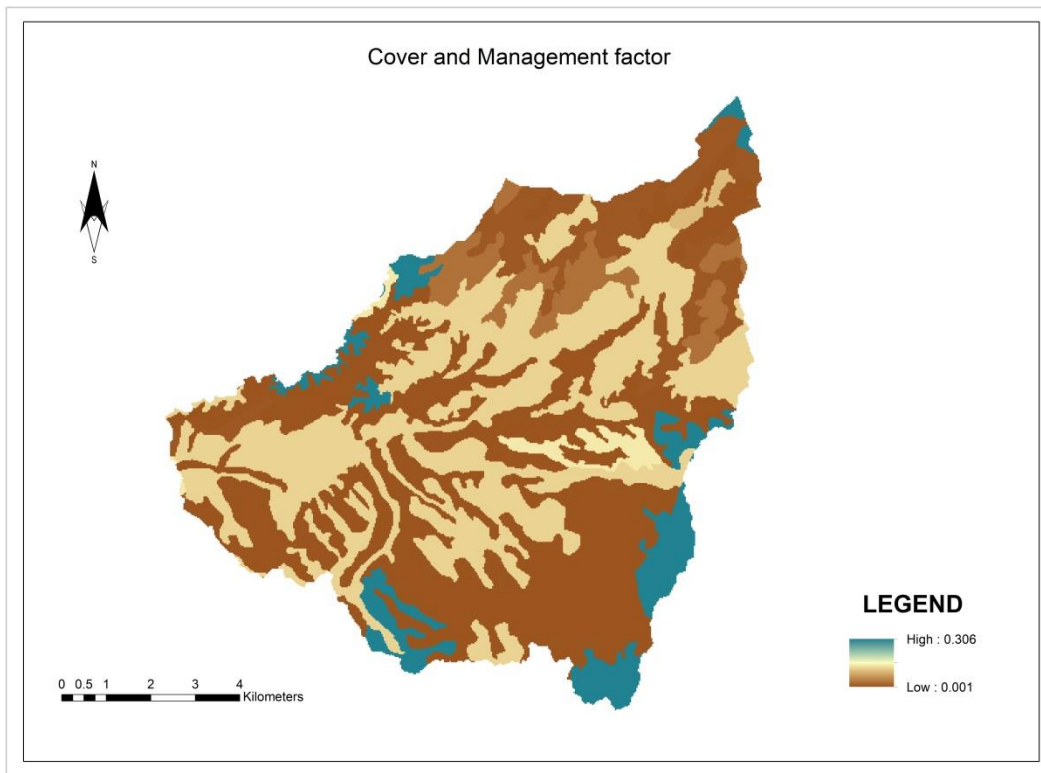 Cover and Management factor
N
S
LEGEND
High : 0.306
Low : 0.001
0 0.5 1 2 3 4
Kilometers